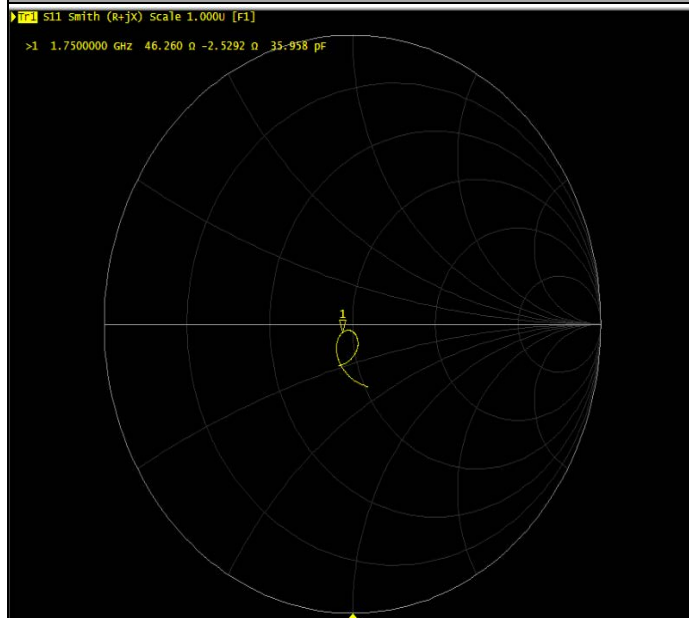 Tr1 S11 Smith (R+jX) Scale 1.000U [F1]
>1 1.7500000 GHz 46.260 Ω -2.5292 Ω 35.958 pF
1